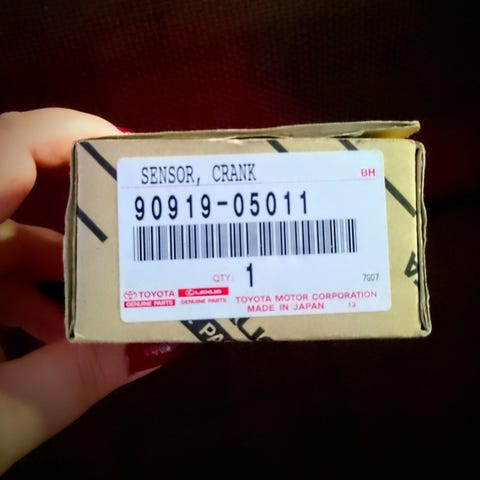 SENSOR, CRANK BH
90919-05011
QTY: 1 7G07
TOYOTA LEXUS
GENUINE PARTS GENUINE PARTS
TOYOTA MOTOR CORPORATION
MADE IN JAPAN 13